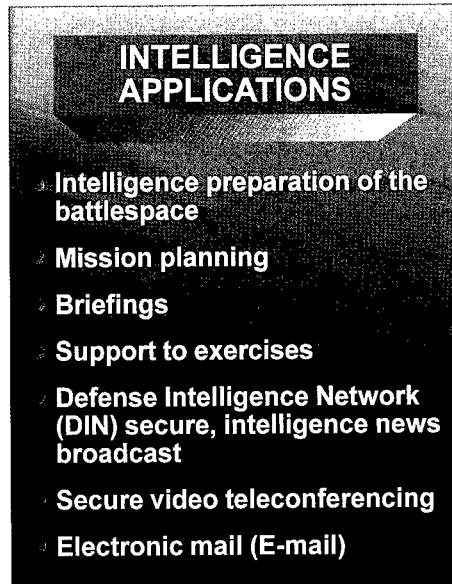 INTELLIGENCE
APPLICATIONS
Intelligence preparation of the
battlespace
Mission planning
Briefings
Support to exercises
Defense Intelligence Network
(DIN) secure, intelligence news
broadcast
Secure video teleconferencing
Electronic mail (E-mail)